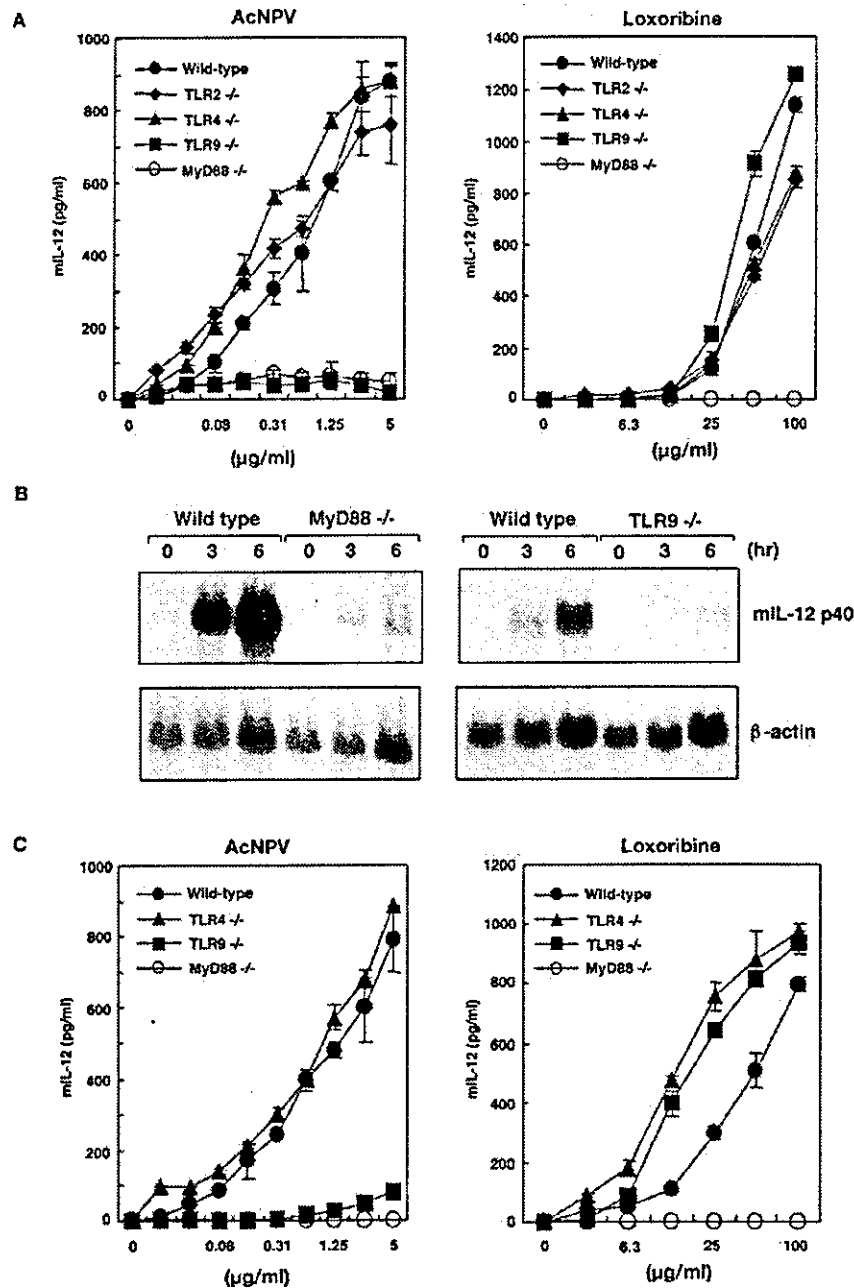 A
AcNPV
mIL-12 (pg/ml)
1000
800
600
400
200
0
Wild-type
TLR2 -/-
TLR4 -/-
TLR9 -/-
MyD88 -/-
0
0.08
0.31
1.25
5
(µg/ml)
Loxoribine
mIL-12 (pg/ml)
1400
1200
1000
800
600
400
200
0
Wild-type
TLR2 -/-
TLR4 -/-
TLR9 -/-
MyD88 -/-
0
6.3
25
100
(µg/ml)
B
Wild type MyD88 -/-
0 3 6 0 3 6
Wild type TLR9 -/-
0 3 6 0 3 6 (hr)
mIL-12 p40
β-actin
C
AcNPV
mIL-12 (pg/ml)
1000
800
600
400
200
0
Wild-type
TLR4 -/-
TLR9 -/-
MyD88 -/-
0
0.08
0.31
1.25
5
(µg/ml)
Loxoribine
mIL-12 (pg/ml)
1200
1000
800
600
400
200
0
Wild-type
TLR4 -/-
TLR9 -/-
MyD88 -/-
0
6.3
25
100
(µg/ml)